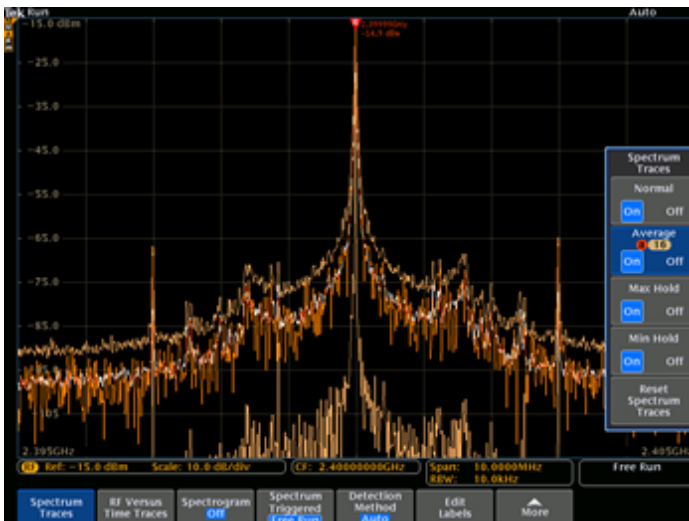 Tek Run
Auto
-15.0 dBm
-14.9 dBm
-25.0
-35.0
-45.0
-55.0
-65.0
-75.0
-85.0
-105
2.395GHz
2.405GHz
Spectrum
Traces
Normal
On Off
Average
a 16
On Off
Max Hold
On Off
Min Hold
On Off
Reset
Spectrum
Traces
Ref: -15.0 dBm Scale: 10.0 dB/div
CF: 2.40000000GHz
Span: 10.0000MHz
RBW: 10.0kHz
Free Run
Spectrum
Traces
RF Versus
Time Traces
Spectrogram
Off
Spectrum
Triggered
Free Run
Detection
Method
Auto
Edit
Labels
More